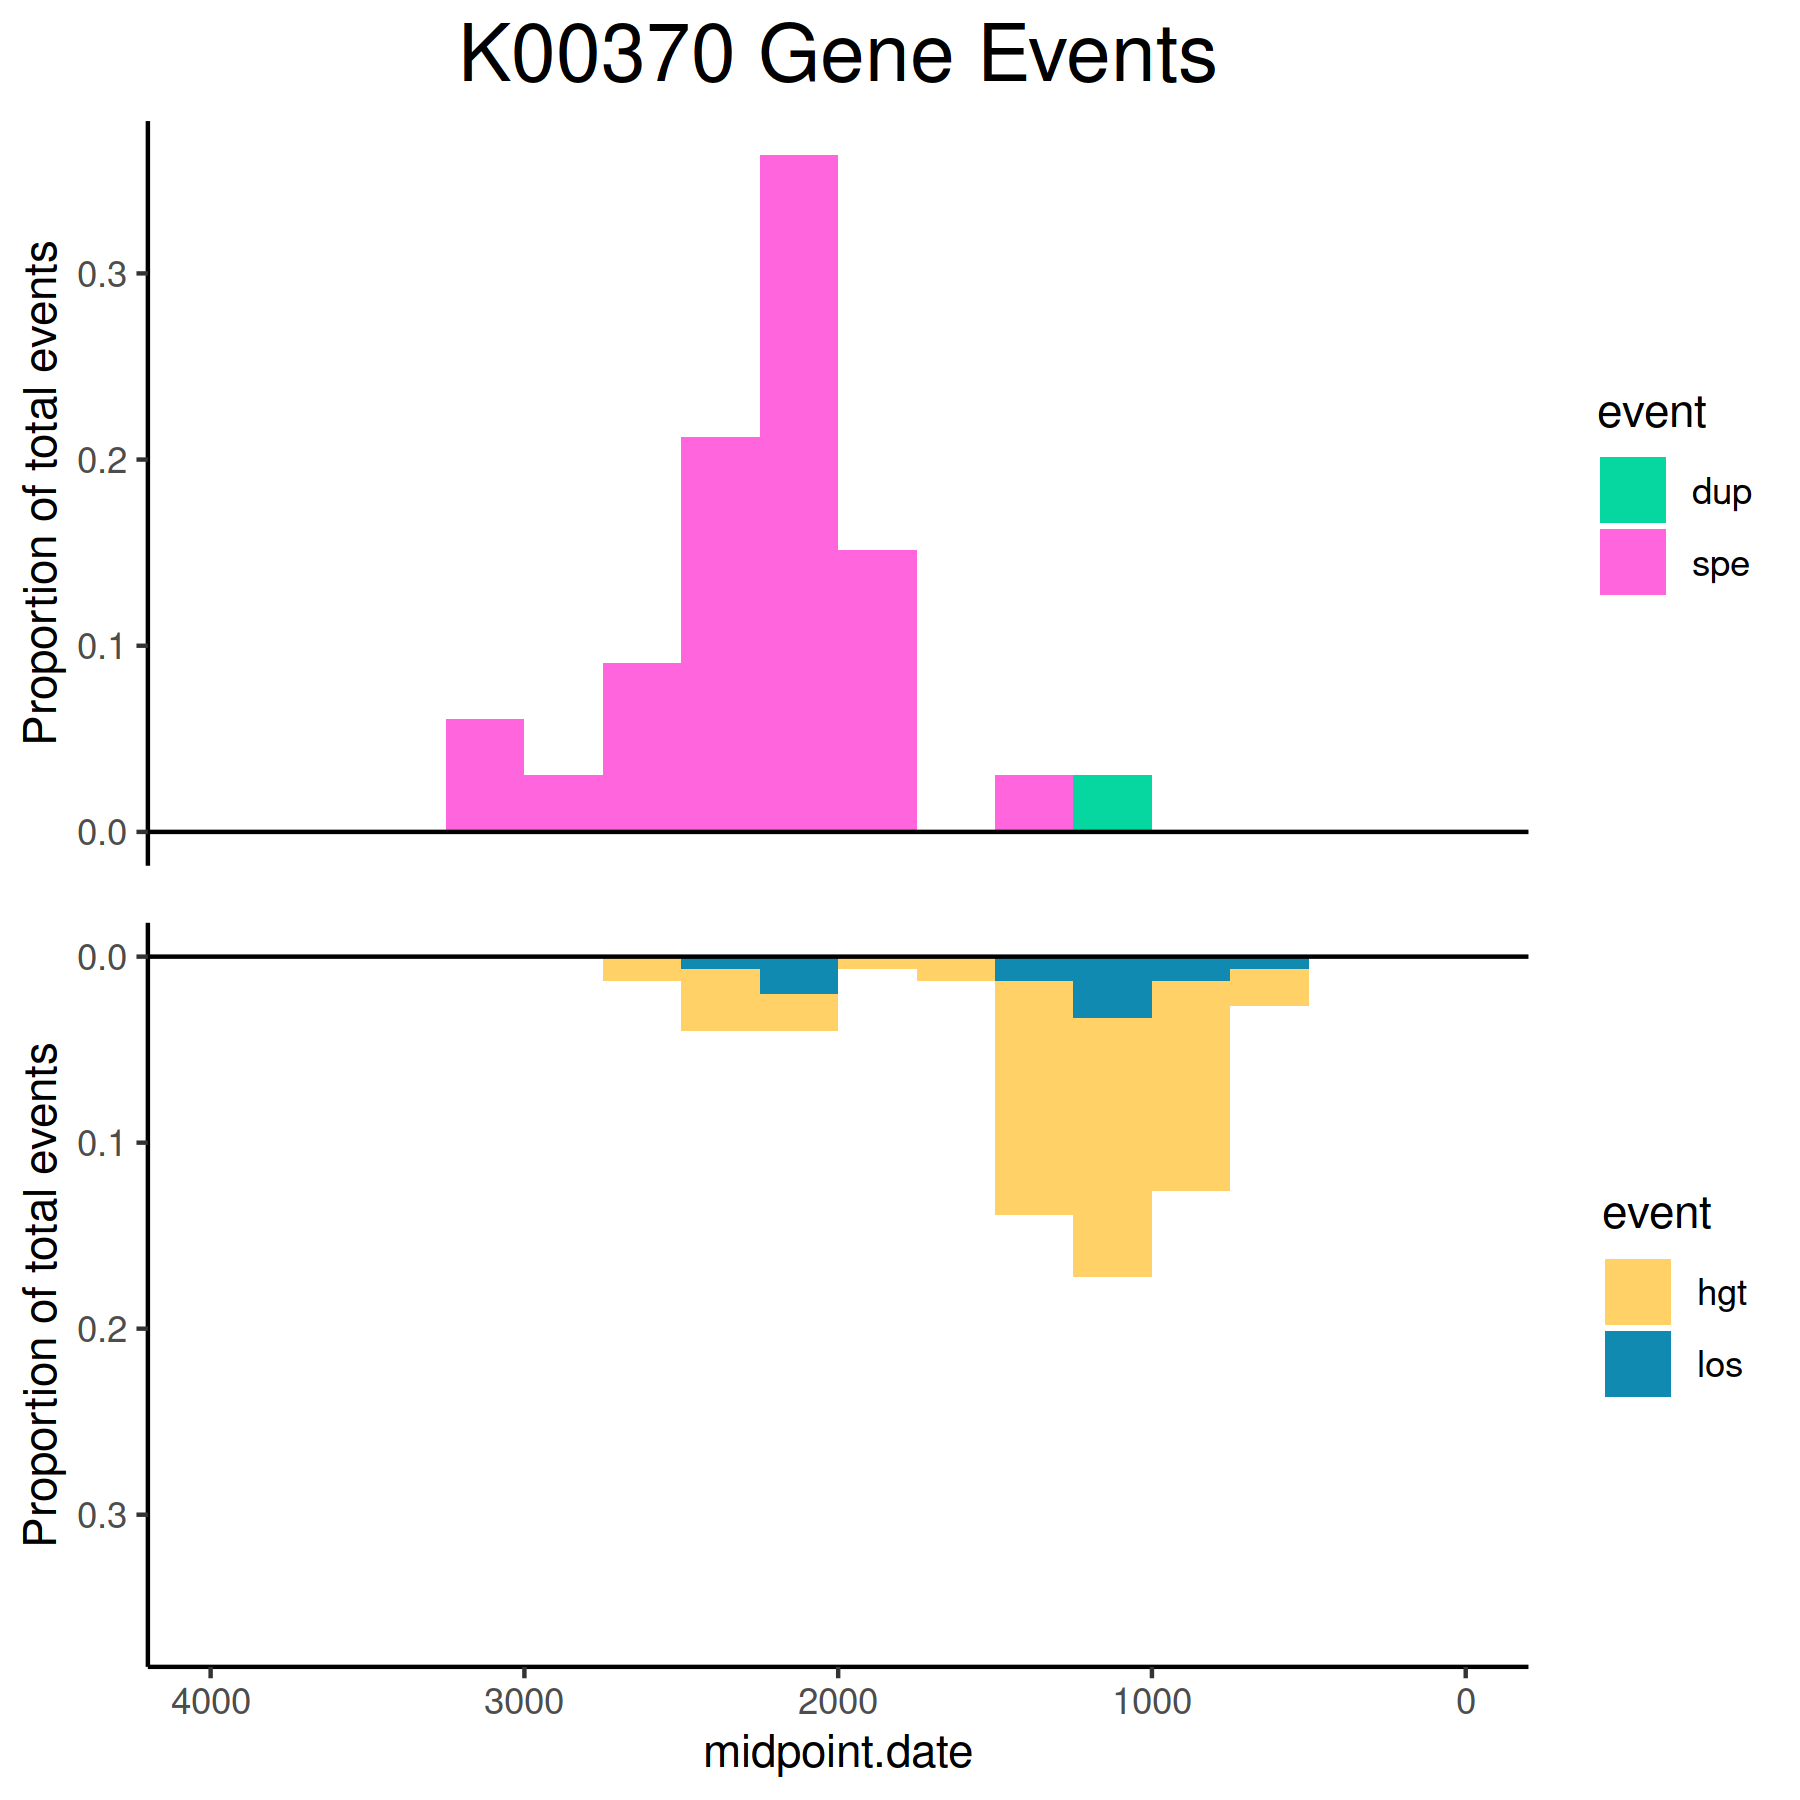 K00370 Gene Events
Proportion of total events
0.3
0.2
0.1
0.0
event
dup
spe
Proportion of total events
0.0
0.1
0.2
0.3
event
hgt
los
4000 3000 2000 1000 0
midpoint.date